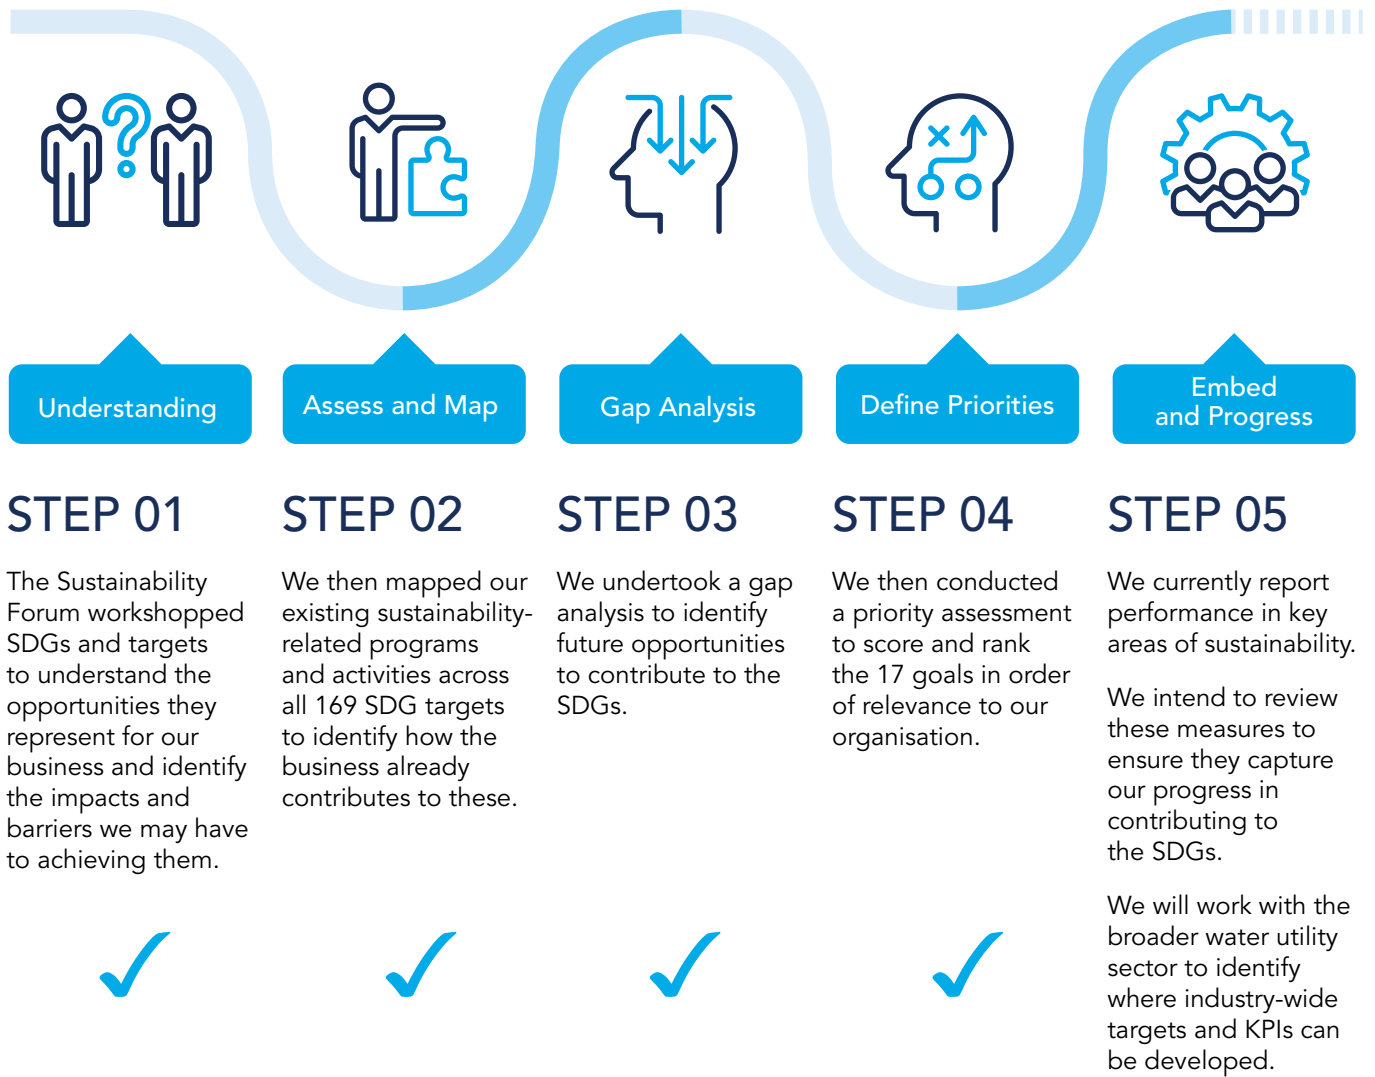 Understanding
STEP 01
The Sustainability
Forum workshopped
SDGs and targets
to understand the
opportunities they
represent for our
business and identify
the impacts and
barriers we may have
to achieving them.
Assess and Map
STEP 02
We then mapped our
existing sustainability-
related programs
and activities across
all 169 SDG targets
to identify how the
business already
contributes to these.
Gap Analysis
STEP 03
We undertook a gap
analysis to identify
future opportunities
to contribute to the
SDGs.
Define Priorities
STEP 04
We then conducted
a priority assessment
to score and rank
the 17 goals in order
of relevance to our
organisation.
Embed
and Progress
STEP 05
We currently report
performance in key
areas of sustainability.
We intend to review
these measures to
ensure they capture
our progress in
contributing to
the SDGs.
We will work with the
broader water utility
sector to identify
where industry-wide
targets and KPIs can
be developed.